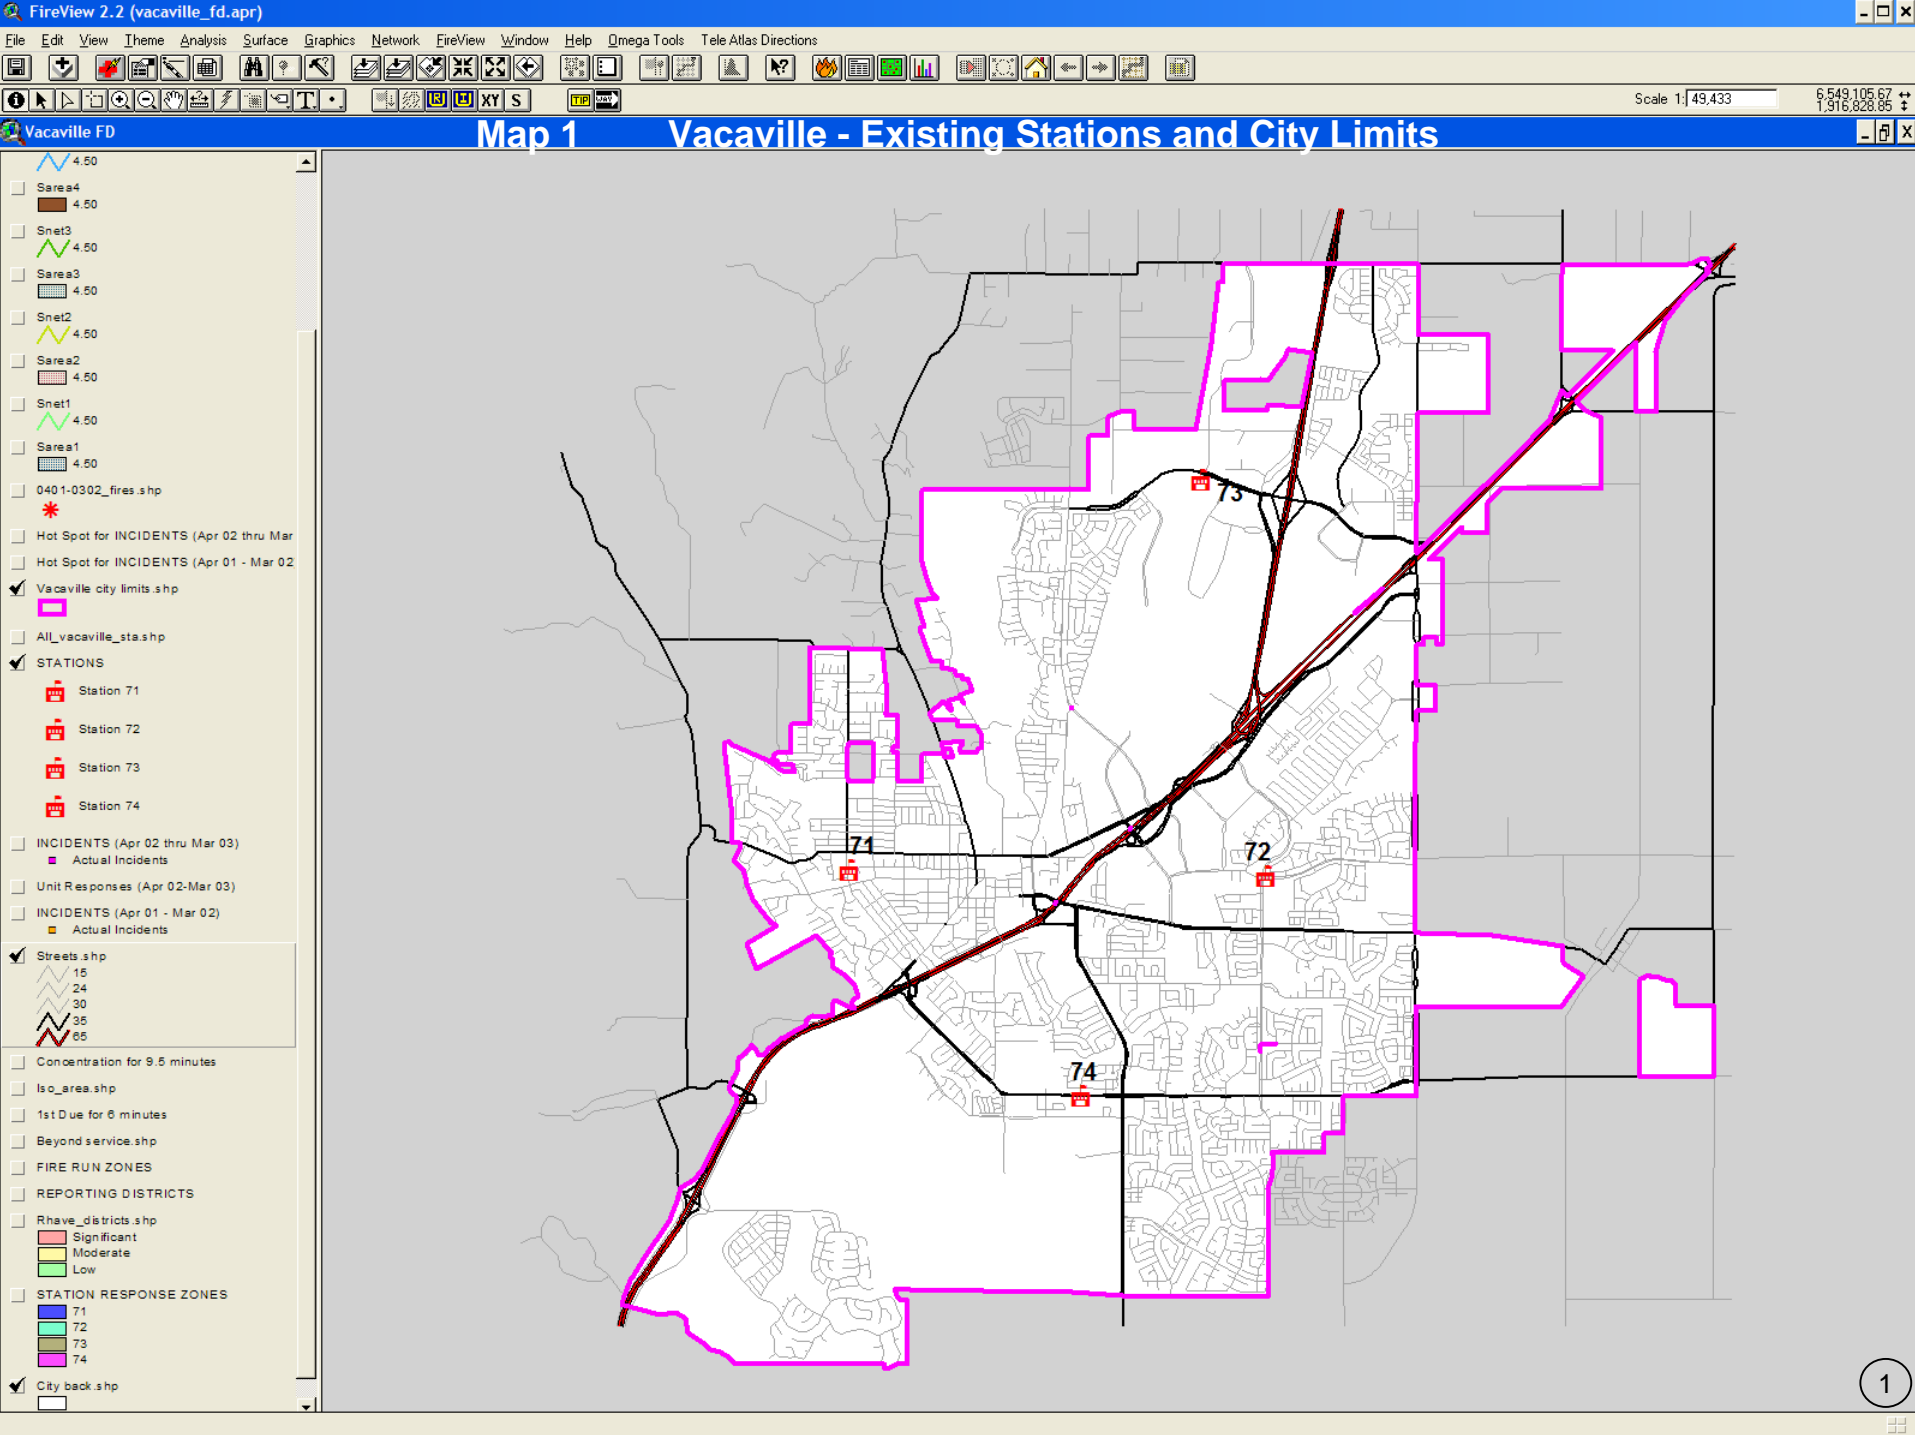 FireView 2.2 (vacaville_fd.apr)
File Edit View Theme Analysis Surface Graphics Network FireView Window Help Omega Tools Tele Atlas Directions
XY S TIP WAY
Scale 1: 49,433
6,549,105.67
1,916,828.85
Vacaville FD
Map 1 Vacaville - Existing Stations and City Limits
4.50
Sarea4
4.50
Snet3
4.50
Sarea3
4.50
Snet2
4.50
Sarea2
4.50
Snet1
4.50
Sarea1
4.50
0401-0302_fires.shp
Hot Spot for INCIDENTS (Apr 02 thru Mar
Hot Spot for INCIDENTS (Apr 01 - Mar 02
Vacaville city limits.shp
All_vacaville_sta.shp
STATIONS
Station 71
Station 72
Station 73
Station 74
INCIDENTS (Apr 02 thru Mar 03)
Actual Incidents
Unit Responses (Apr 02-Mar 03)
INCIDENTS (Apr 01 - Mar 02)
Actual Incidents
Streets.shp
15
24
30
35
65
Concentration for 9.5 minutes
Iso_area.shp
1st Due for 6 minutes
Beyond service.shp
FIRE RUN ZONES
REPORTING DISTRICTS
Rhave_districts.shp
Significant
Moderate
Low
STATION RESPONSE ZONES
71
72
73
74
City back.shp
73
71
72
74
1